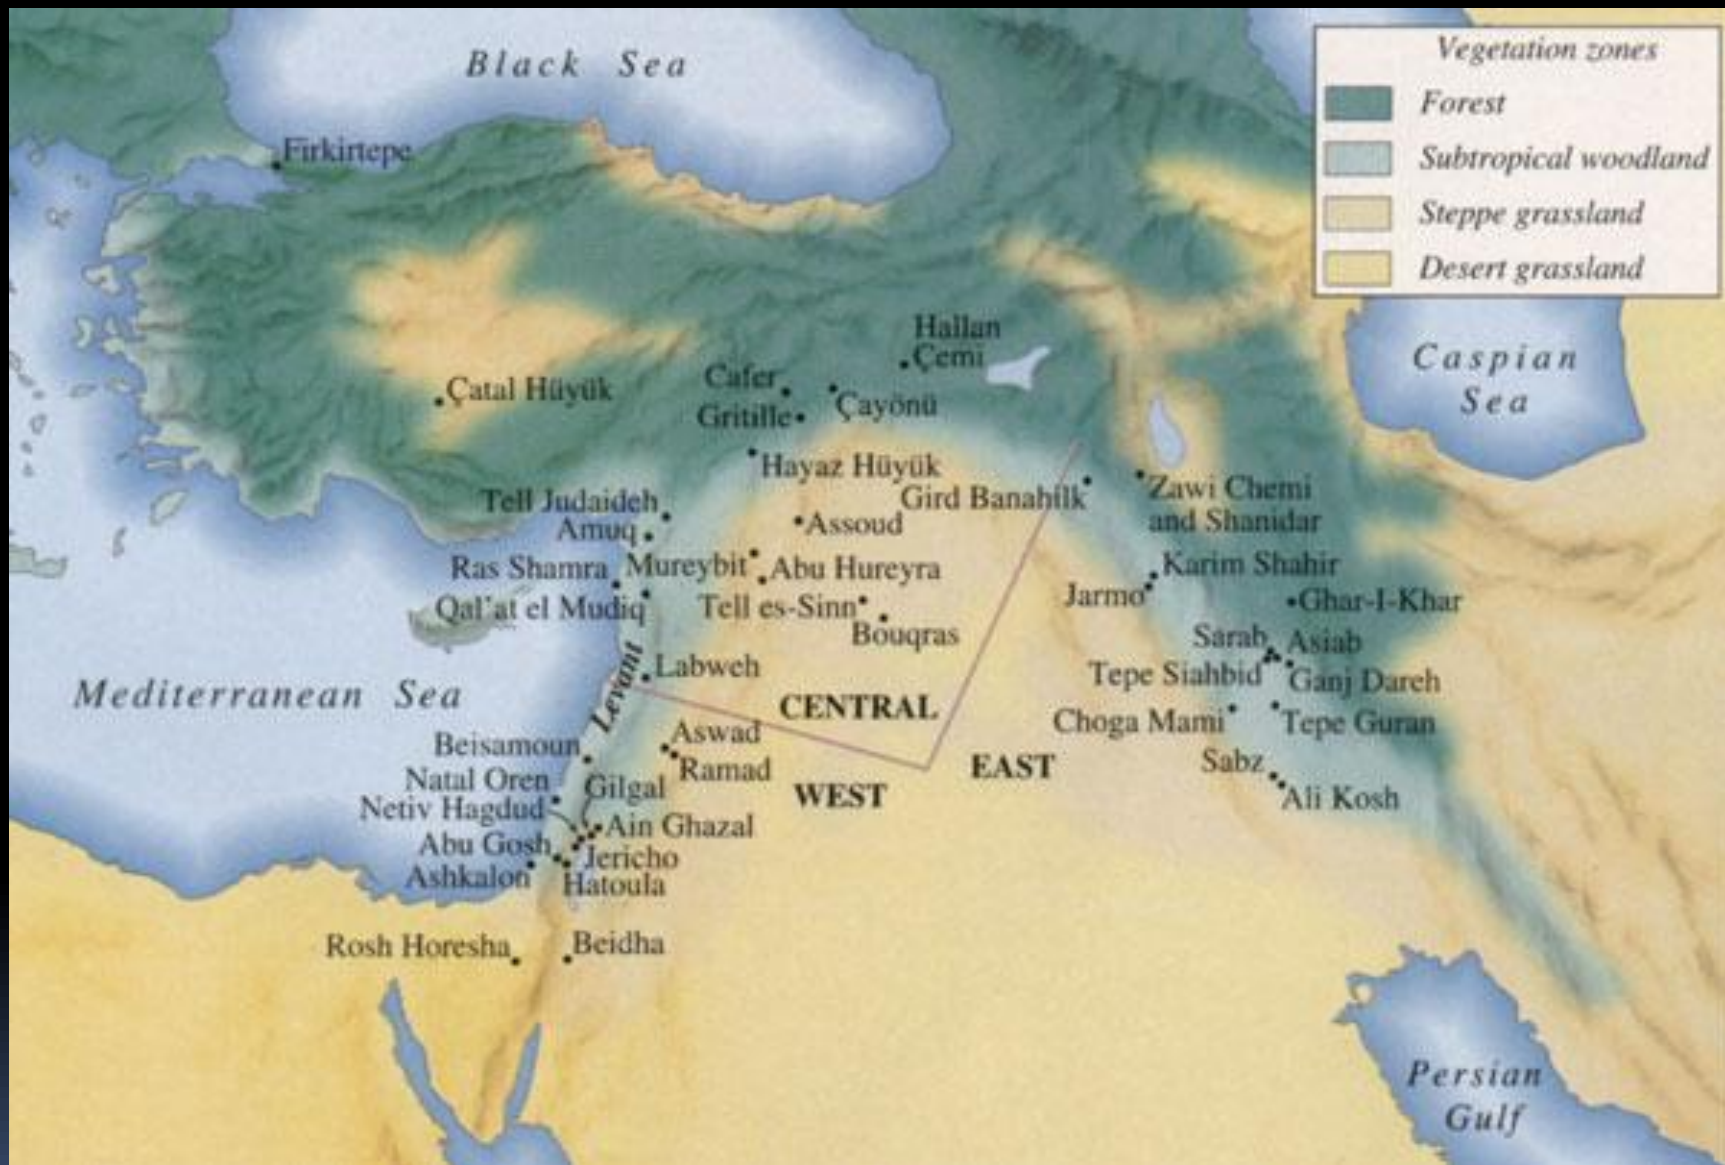 Black Sea
Vegetation zones
Forest
Subtropical woodland
Steppe grassland
Desert grassland
Firkirtepe
Caspian
Sea
Hallan
Çemi
Cafer
Çayönü
Gritille
Çatal Hüyük
Hayaz Hüyük
Gird Banahilk
Zawi Chemi
and Shanidar
Tell Judaideh
Amuq
Assoud
Ras Shamra
Mureybit
Abu Hureyra
Karim Shahir
Jarmo
Qal'at el Mudiq
Tell es-Sinn
Ghar-I-Khar
Bouqras
Sarab
Asiab
Levant
Labweh
Tepe Siahbid
Ganj Dareh
Mediterranean Sea
CENTRAL
Choga Mami
Tepe Guran
Beisamoun
Aswad
Ramad
EAST
Sabz
Natal Oren
Gilgal
WEST
Ali Kosh
Netiv Hagdud
Ain Ghazal
Abu Gosh
Jericho
Ashkalon
Hatoula
Rosh Horesha
Beidha
Persian
Gulf